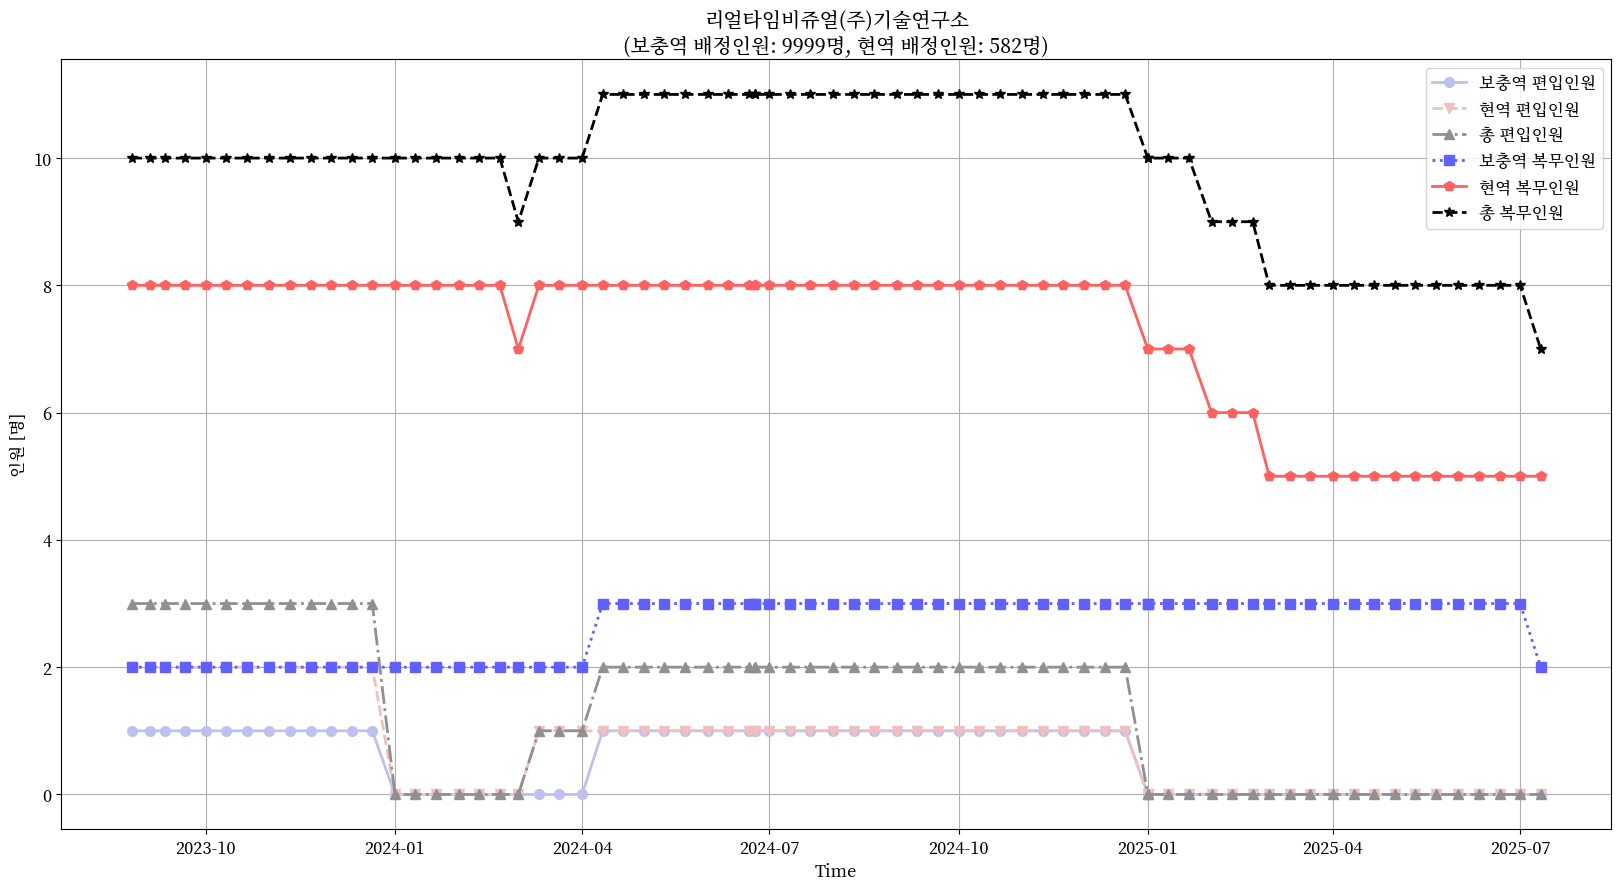 리얼타임비쥬얼(주)기술연구소
(보충역 배정인원: 9999명, 현역 배정인원: 582명)
보충역 편입인원
현역 편입인원
총 편입인원
보충역 복무인원
현역 복무인원
총 복무인원
인원 [명]
10
8
6
4
2
0
2023-10
2024-01
2024-04
2024-07
2024-10
2025-01
2025-04
2025-07
Time